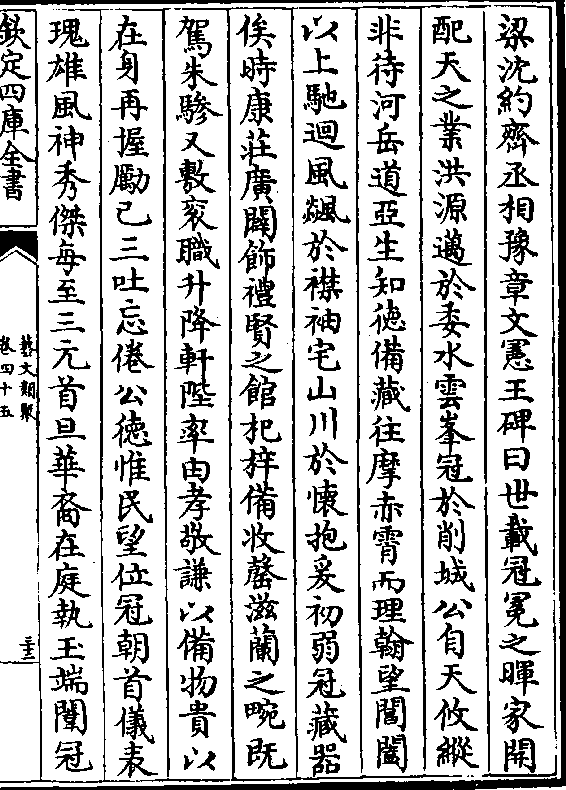 梁沈約齊丞相豫章文憲王碑曰世載冠冕之暉家開
配天之業洪源邁於委水雲峯冠於削城公自天攸縱
非待河岳道亞生知徳備藏往摩赤霄而理翰望閶闔
以上馳迴風飇於襟袖宅山川於懐抱爰初弱冠藏器
俟時康莊廣闢飾禮賢之館杞梓備收罄滋蘭之畹既
駕朱驂又敷衮職升降軒陛率由孝敬謙以備物貴以
在身再握勵己三吐忘倦公徳惟民望位冠朝首儀表
瑰雄風神秀傑每至三元首旦華裔在庭執玉端闈冠
欽定四庫全書
藝文類聚
卷四十五
三十三